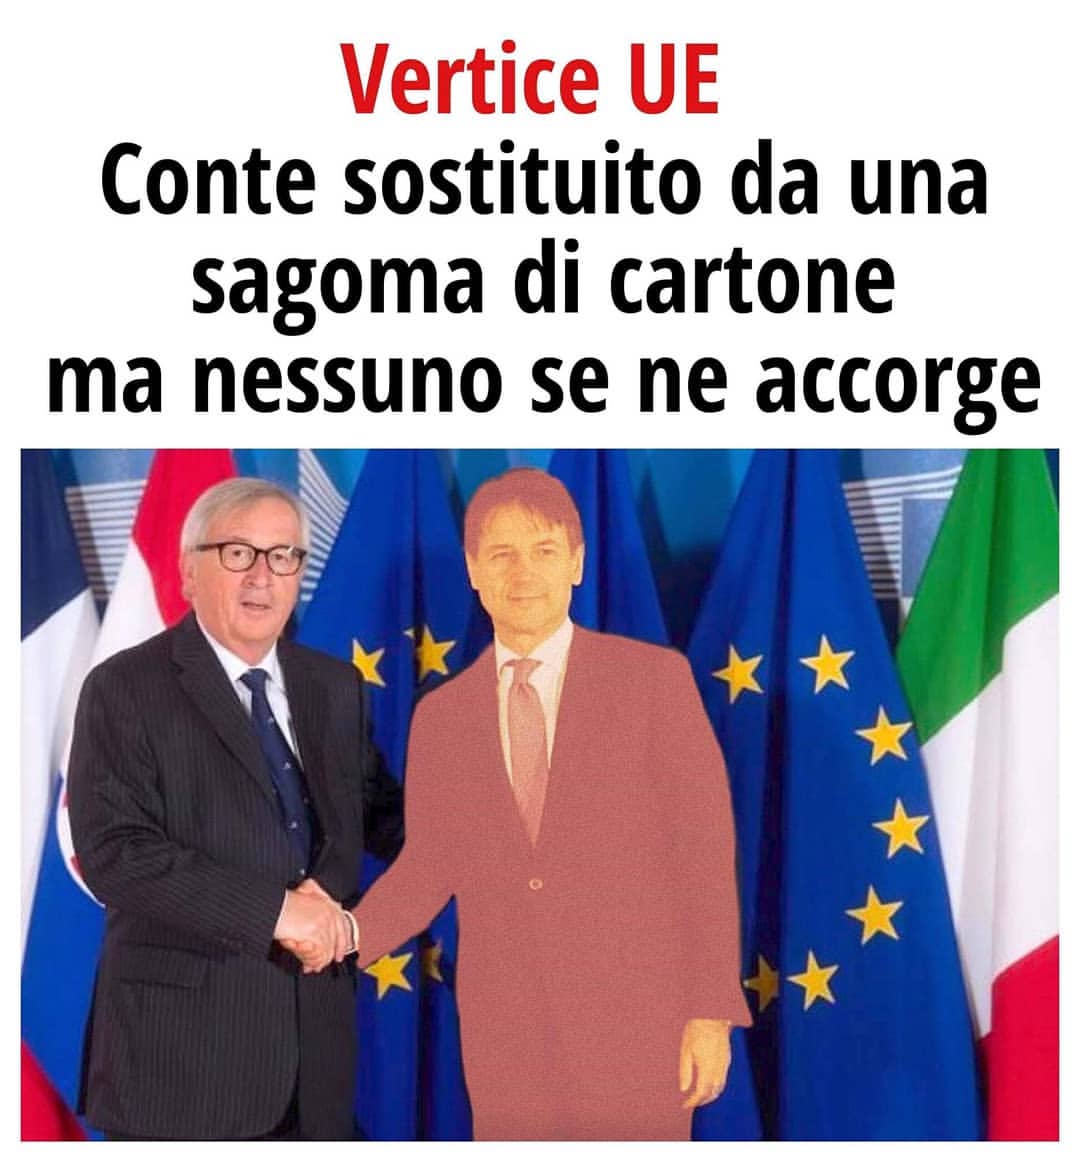 Vertice UE
Conte sostituito da una
sagoma di cartone
ma nessuno se ne accorge